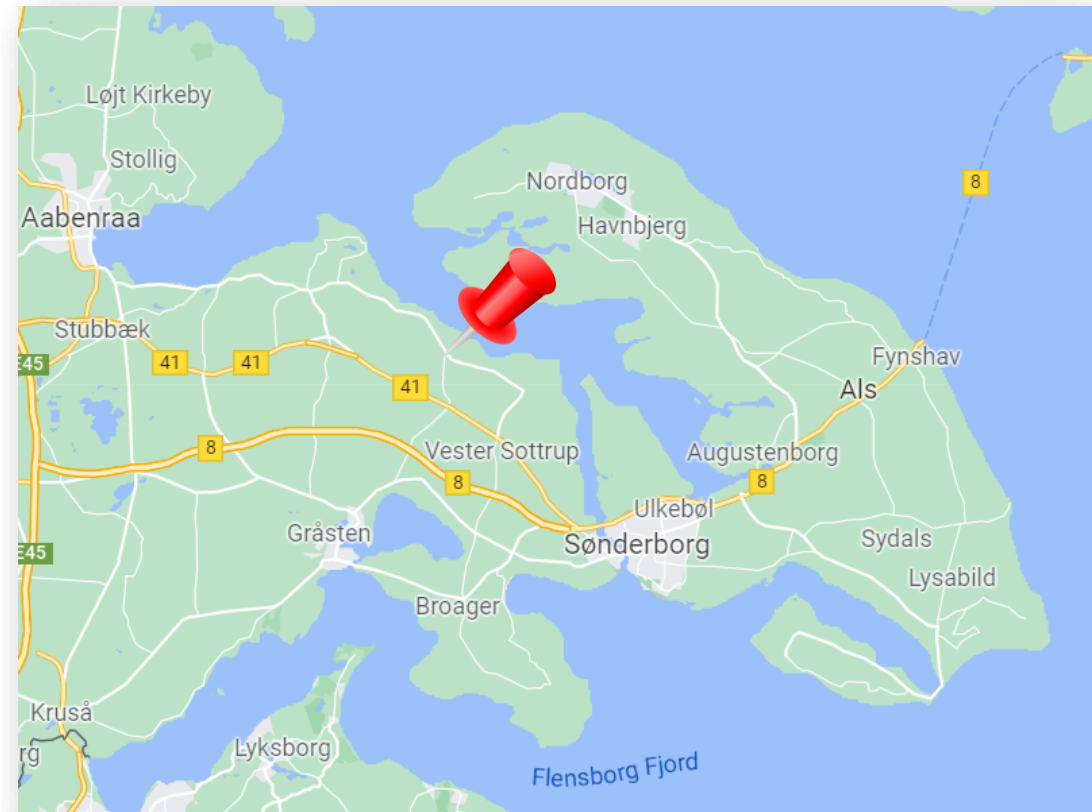 Løjt Kirkeby
Stollig
Nordborg
8
Aabenraa
Havnbjerg
Stubbæk
E45
41
41
41
Fynshav
Als
8
Vester Sottrup
Augustenborg
8
8
Ulkebøl
Gråsten
Sønderborg
Sydals
E45
Lysabild
Broager
Kruså
rg
Lyksborg
Flensborg Fjord